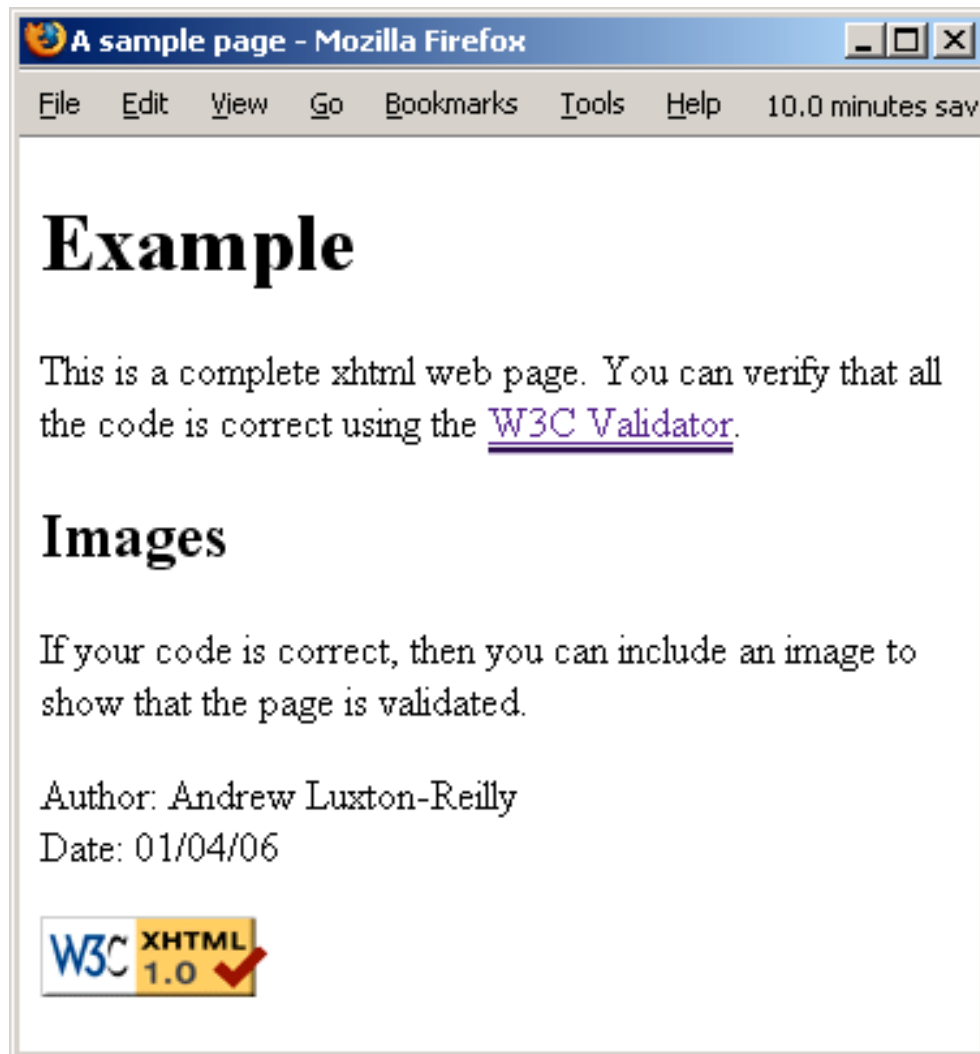 A sample page - Mozilla Firefox
File Edit View Go Bookmarks Tools Help 10.0 minutes sav
Example
This is a complete xhtml web page. You can verify that all
the code is correct using the W3C Validator.
Images
If your code is correct, then you can include an image to
show that the page is validated.
Author: Andrew Luxton-Reilly
Date: 01/04/06
W3C XHTML
1.0